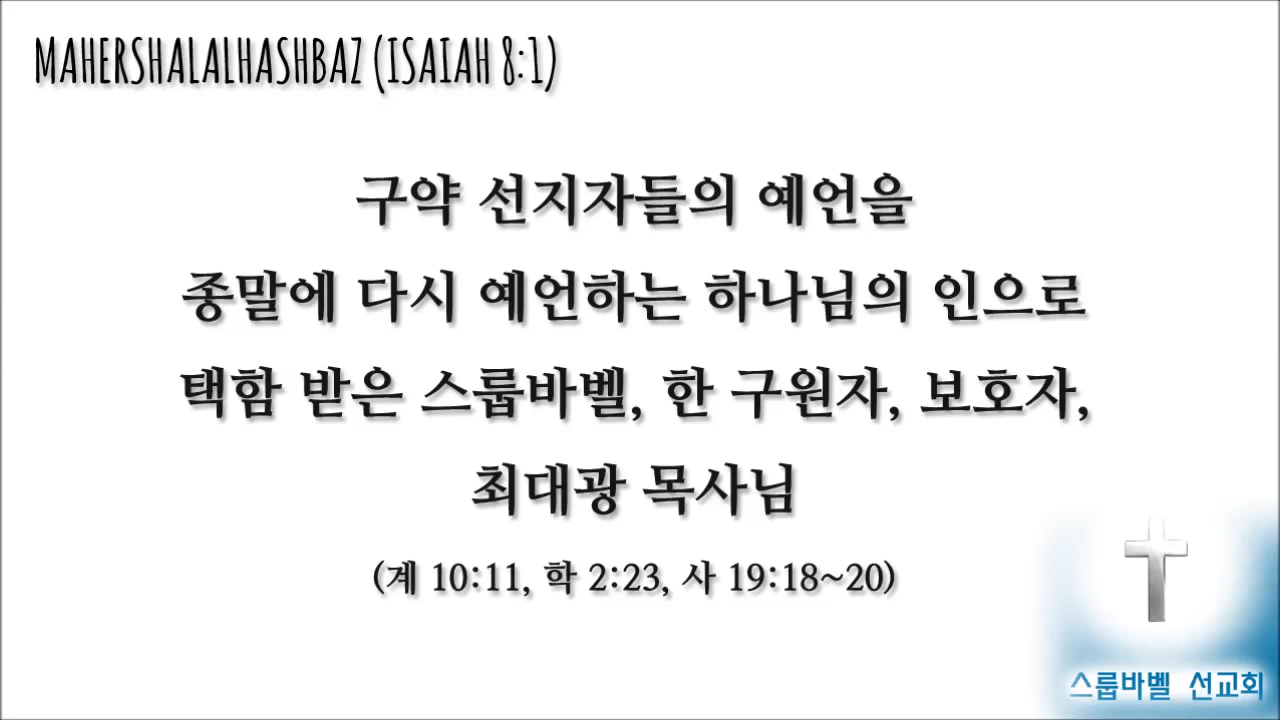 MAHERSHALALHASHBAZ (ISAIAH 8:1)
구약 선지자들의 예언을
종말에 다시 예언하는 하나님의 인으로
택함 받은 스룹바벨, 한 구원자, 보호자,
최대광 목사님
(계 10:11, 학 2:23, 사 19:18~20)
스룹바벨 선교회